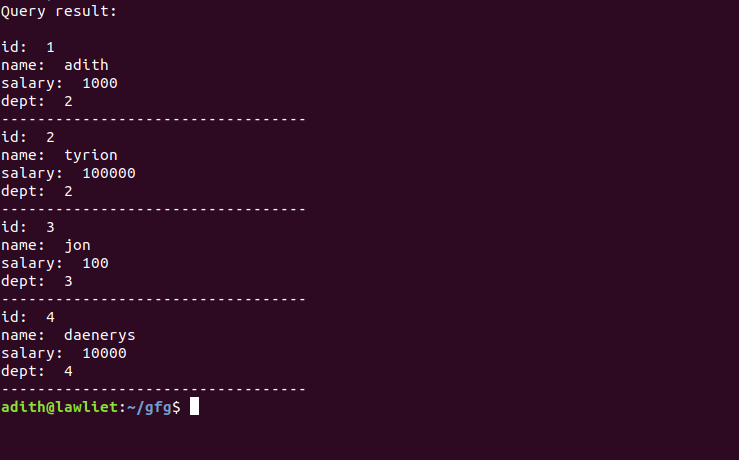 Query result:
id:  1
name:  adith
salary:  1000
dept:  2
----------------------------------
id:  2
name:  tyrion
salary:  100000
dept:  2
----------------------------------
id:  3
name:  jon
salary:  100
dept:  3
----------------------------------
id:  4
name:  daenerys
salary:  10000
dept:  4
----------------------------------
adith@lawliet:~/gfg$